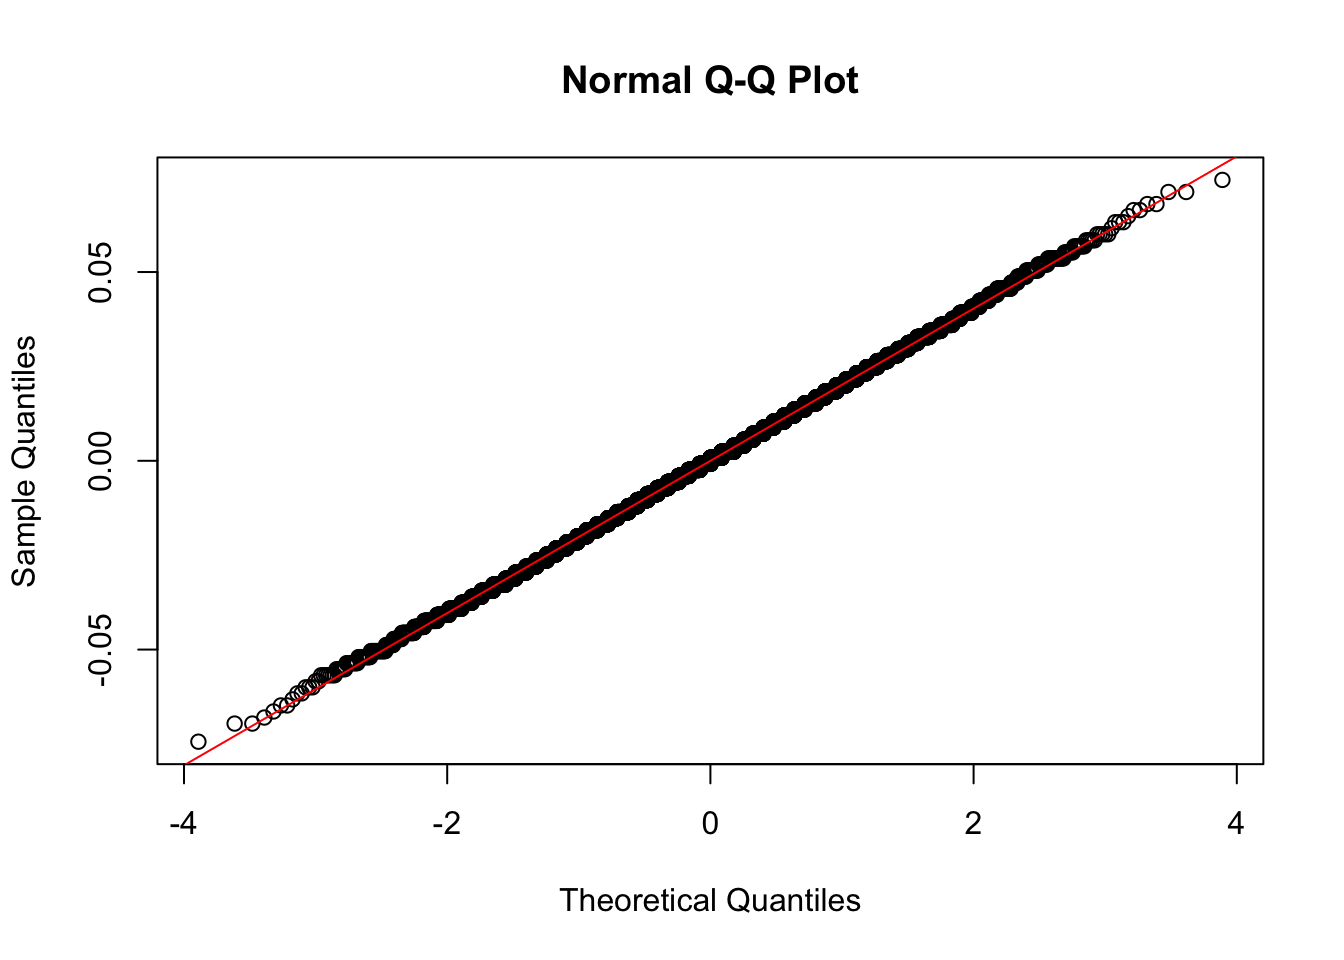 Normal Q-Q Plot
Sample Quantiles
0.05
0.00
-0.05
-4 -2 0 2 4
Theoretical Quantiles